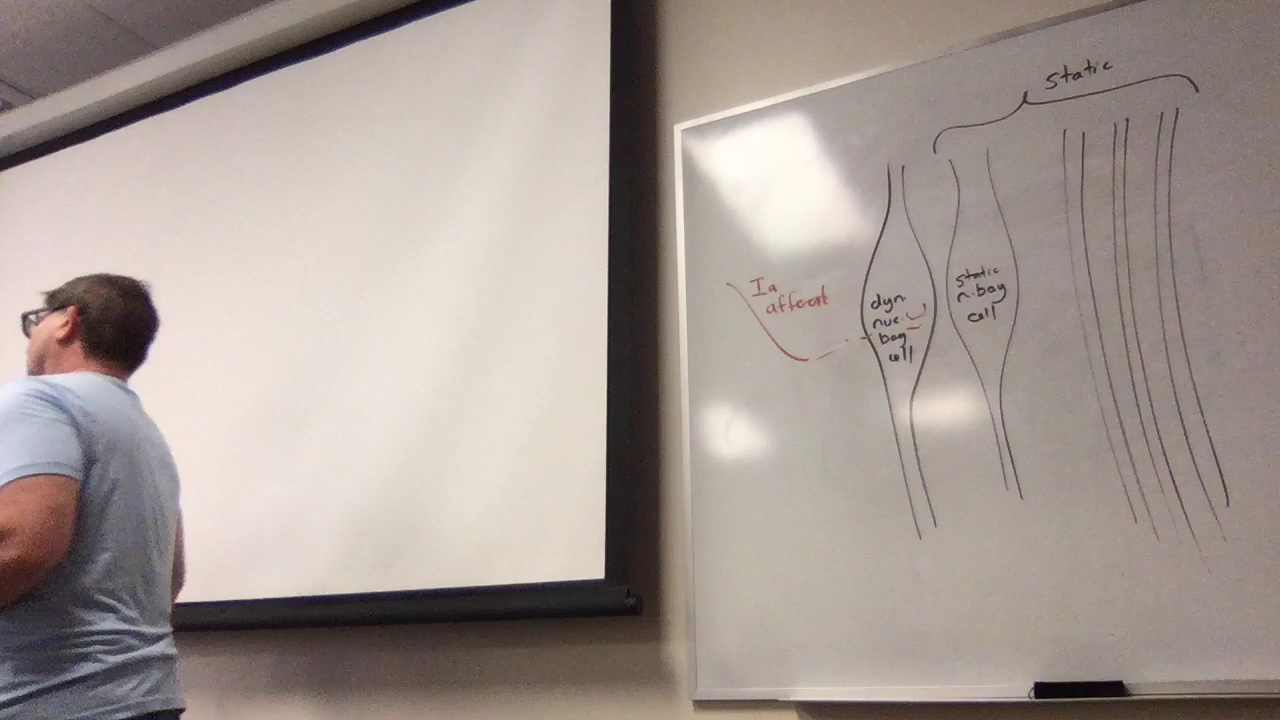 static
Ia
afferent
dyn.
nuc.
bag
cell
static
n.bag
cell